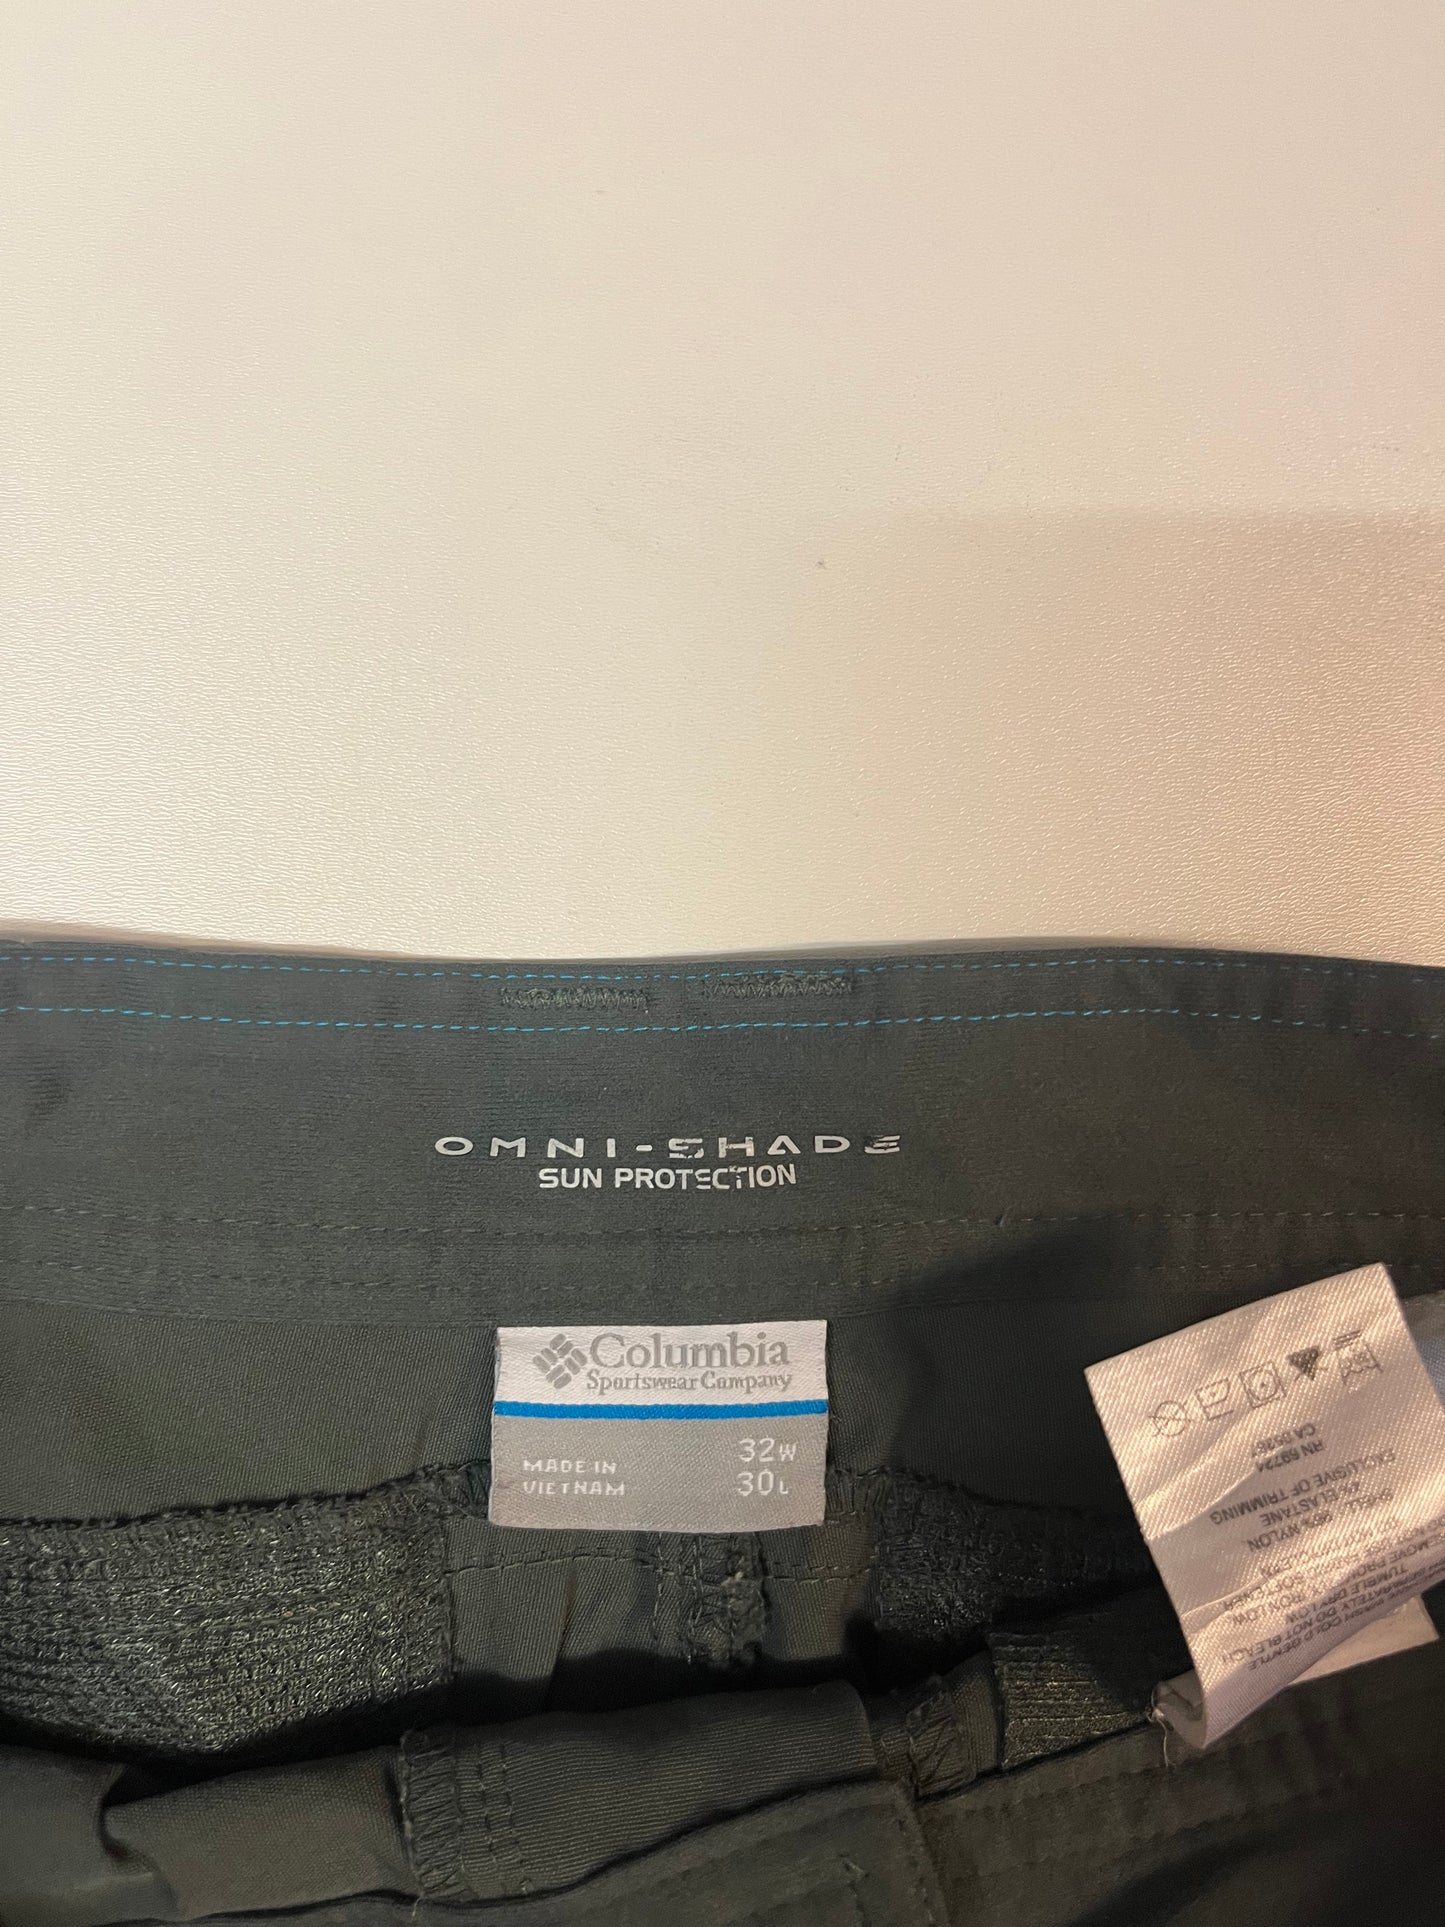 OMNI-SHADE
SUN PROTECTION
Columbia
Sportswear Company
MADE IN
VIETNAM
32W
30L
RN 69724
CA 05367
EXCLUSIVE OF TRIMMING
4% ELASTANE
96% NYLON,
SHELL:
TUMBLE DRY LOW